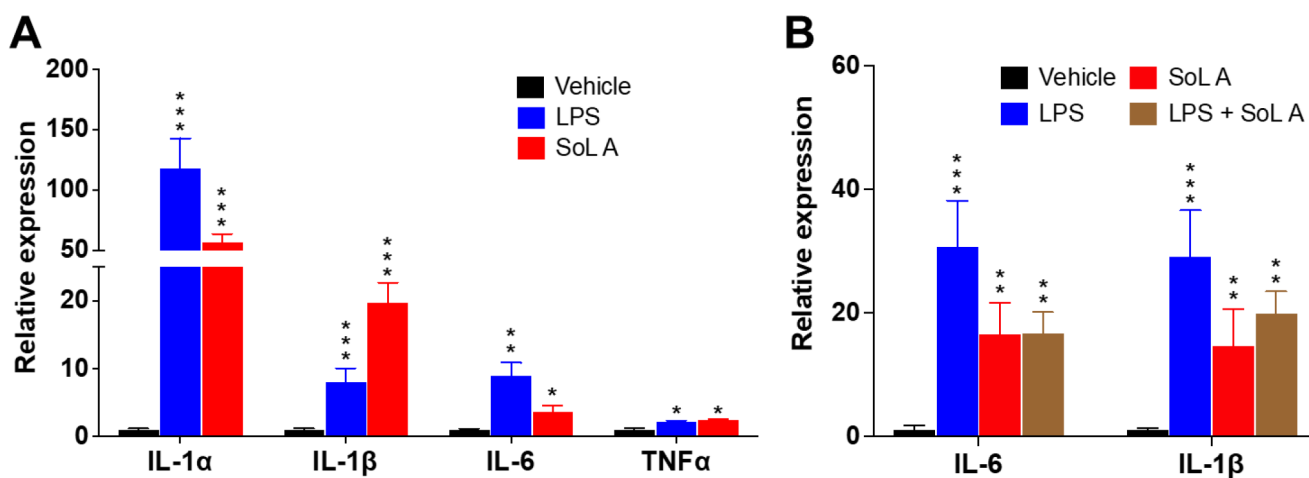 A
Relative expression
200
150
100
50
20
10
0
Vehicle
LPS
SoL A
***
***
***
***
**
*
*
*
IL-1α
IL-1β
IL-6
TNFα
B
Relative expression
60
40
20
0
Vehicle
SoL A
LPS
LPS + SoL A
***
**
**
***
**
**
IL-6
IL-1β